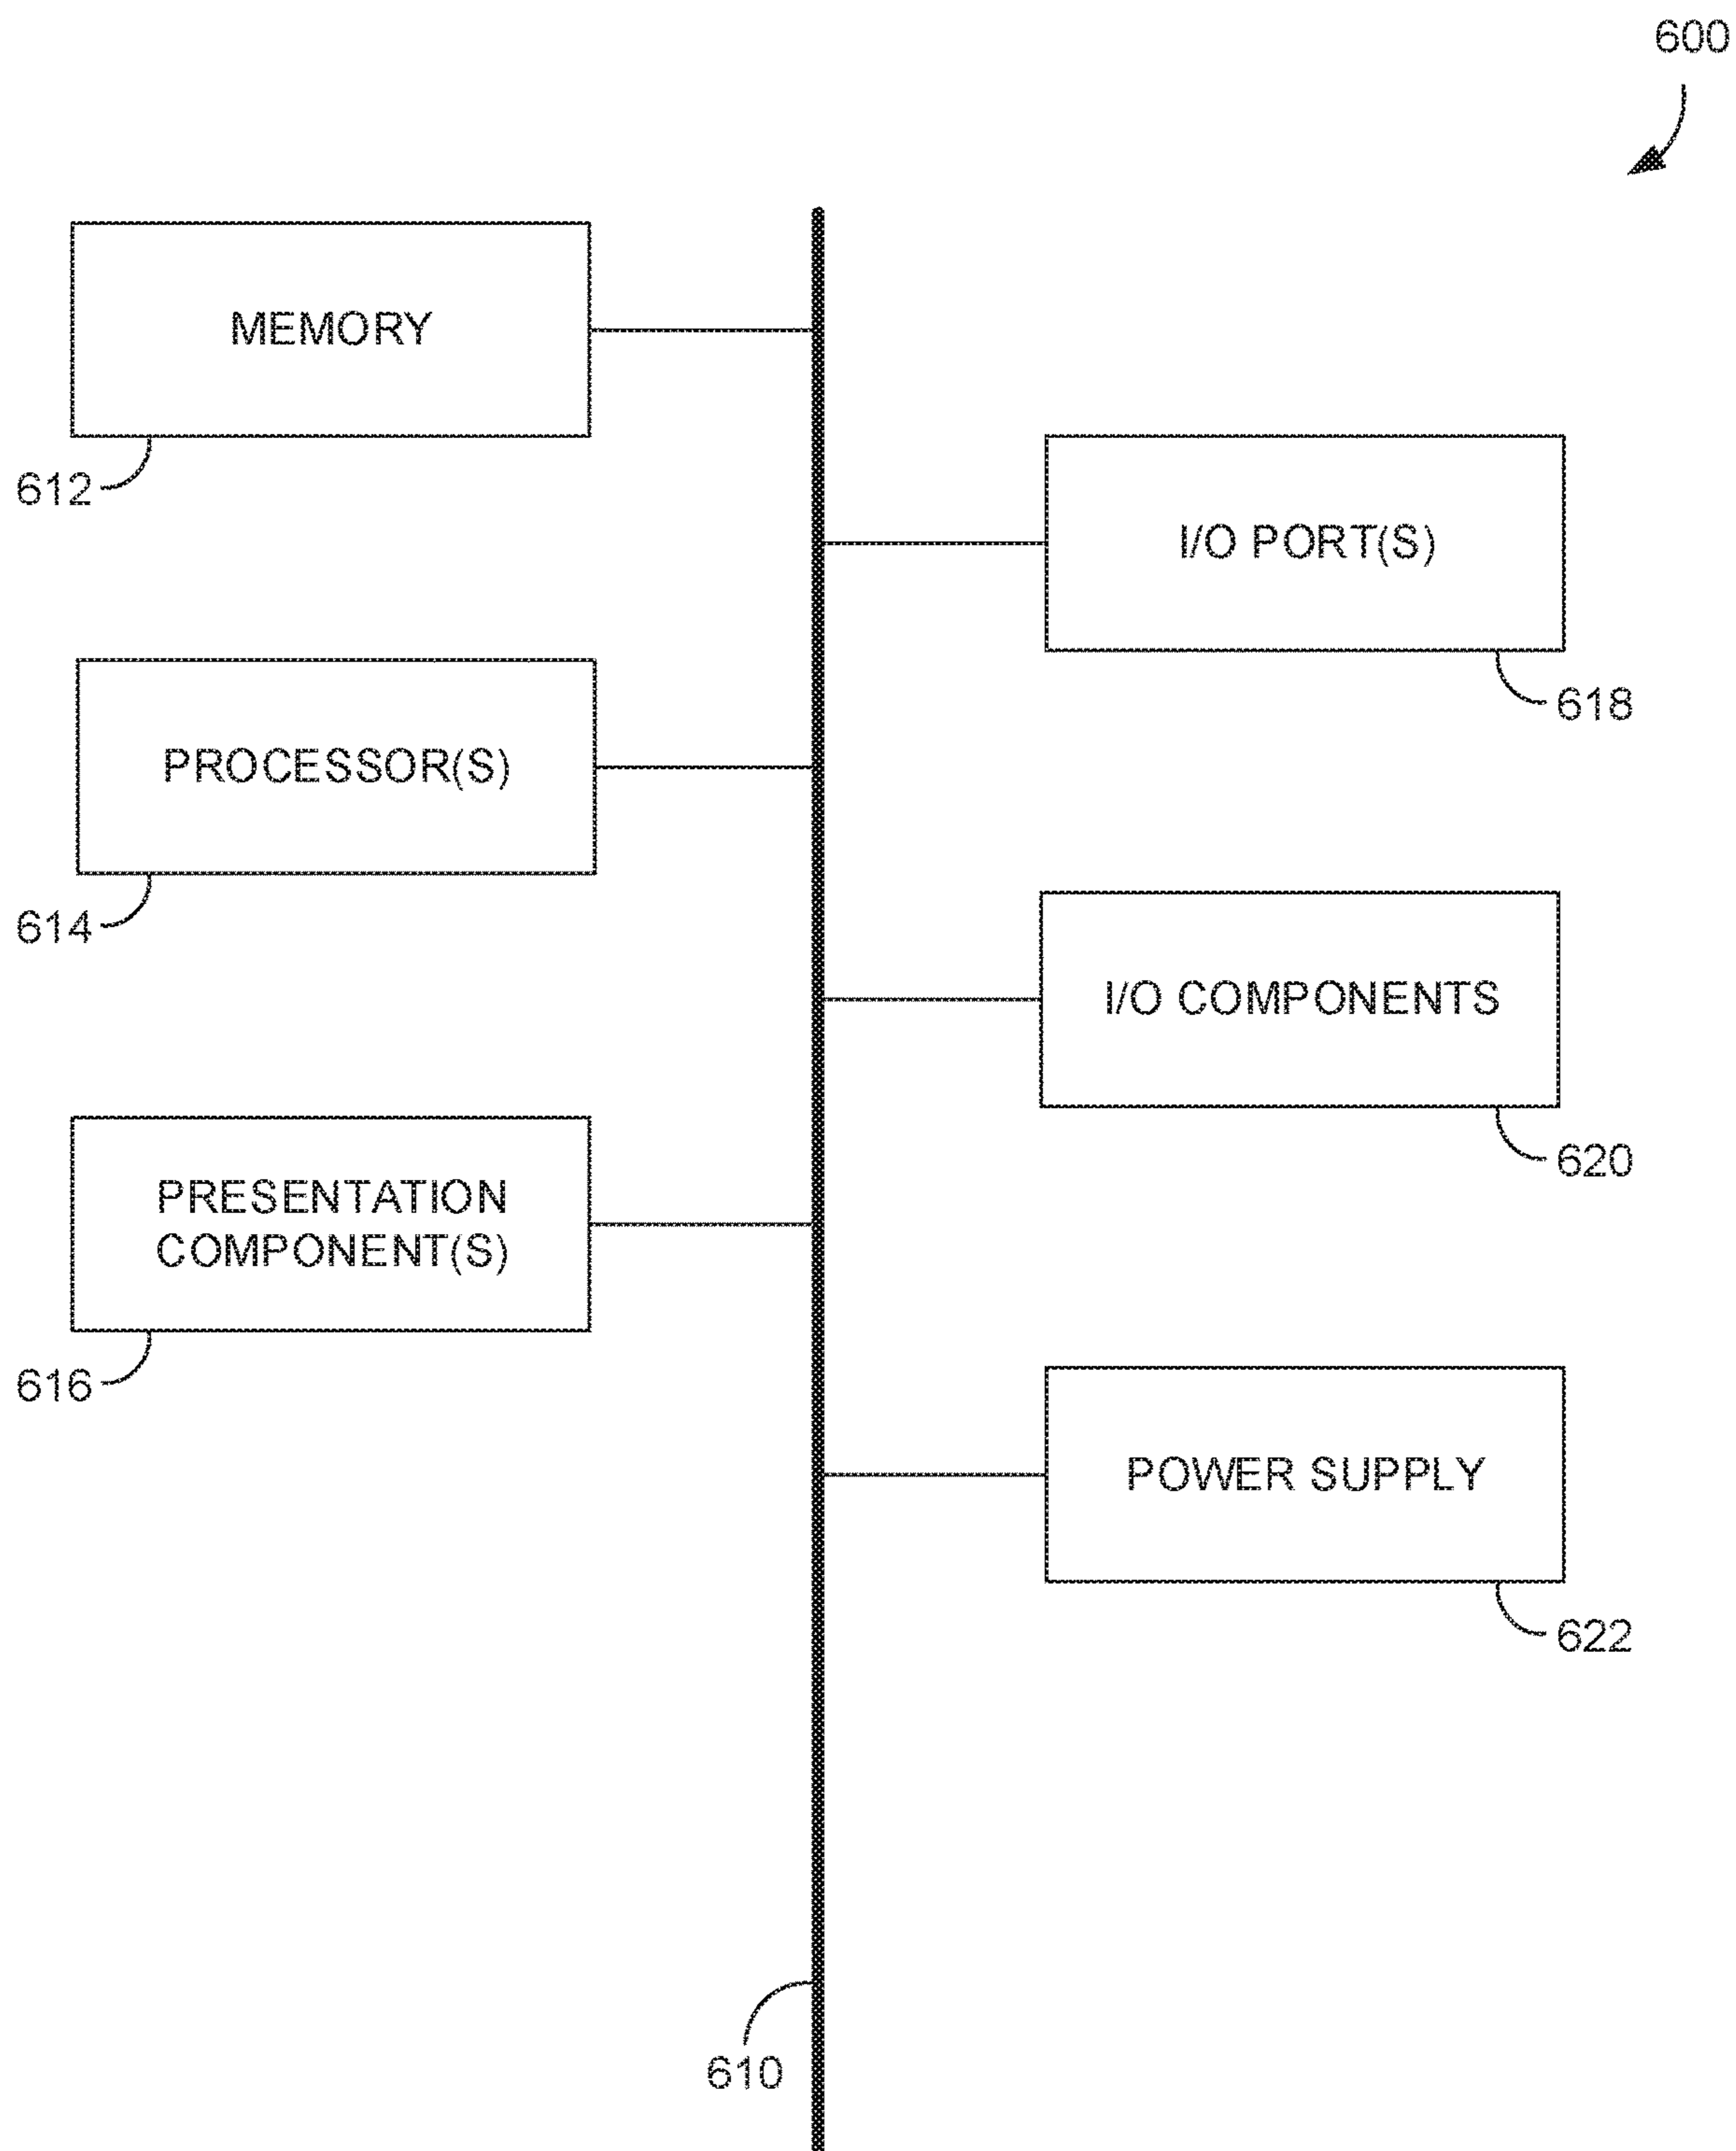 600
MEMORY
612
I/O PORT(S)
618
PROCESSOR(S)
614
I/O COMPONENTS
620
PRESENTATION
COMPONENT(S)
616
POWER SUPPLY
622
610